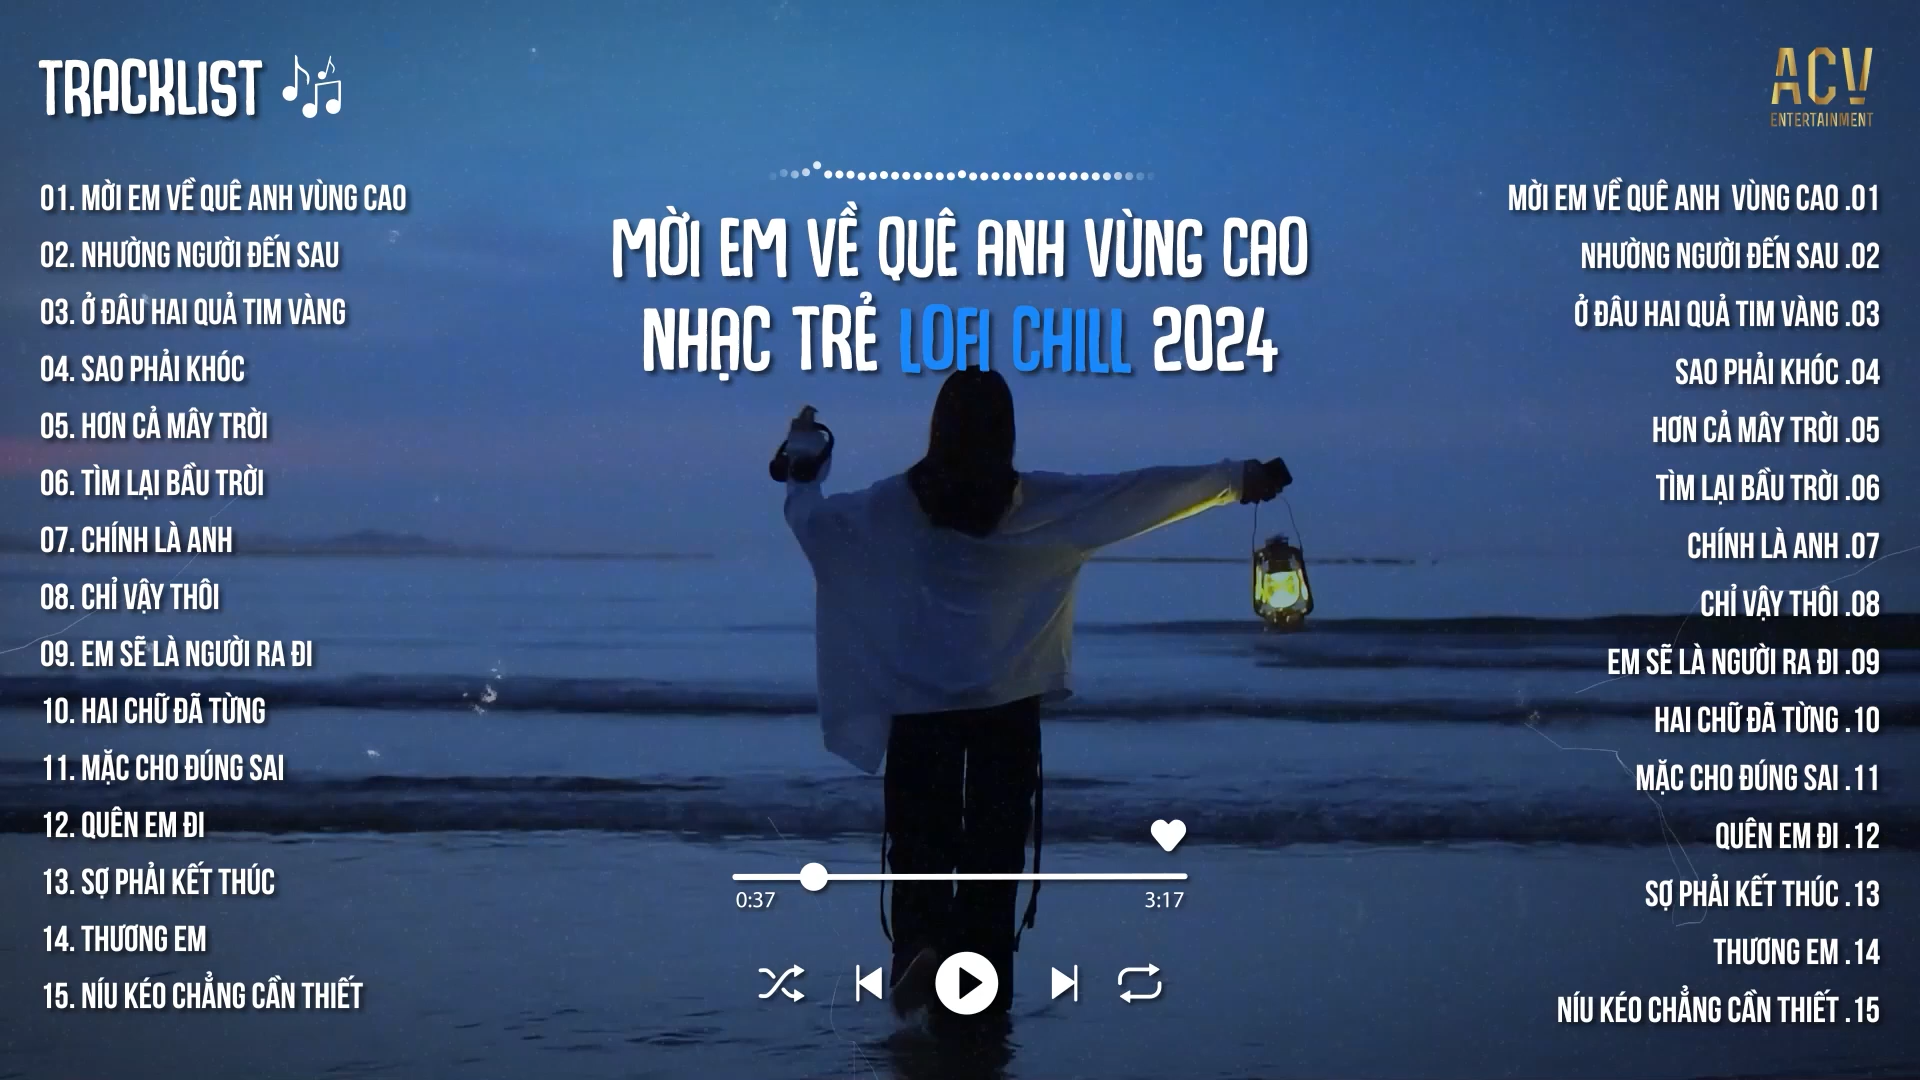 TRACKLIST
ACV
ENTERTAINMENT
01. MỜI EM VỀ QUÊ ANH VÙNG CAO
02. NHƯỜNG NGƯỜI ĐẾN SAU
03. Ở ĐÂU HAI QUẢ TIM VÀNG
04. SAO PHẢI KHÓC
05. HƠN CẢ MÂY TRỜI
06. TÌM LẠI BẦU TRỜI
07. CHÍNH LÀ ANH
08. CHỈ VẬY THÔI
09. EM SẼ LÀ NGƯỜI RA ĐI
10. HAI CHỮ ĐÃ TỪNG
11. MẶC CHO ĐÚNG SAI
12. QUÊN EM ĐI
13. SỢ PHẢI KẾT THÚC
14. THƯƠNG EM
15. NÍU KÉO CHẲNG CẦN THIẾT
MỜI EM VỀ QUÊ ANH VÙNG CAO
NHẠC TRẺ LOFI CHILL 2024
0:37
3:17
MỜI EM VỀ QUÊ ANH VÙNG CAO .01
NHƯỜNG NGƯỜI ĐẾN SAU .02
Ở ĐÂU HAI QUẢ TIM VÀNG .03
SAO PHẢI KHÓC .04
HƠN CẢ MÂY TRỜI .05
TÌM LẠI BẦU TRỜI .06
CHÍNH LÀ ANH .07
CHỈ VẬY THÔI .08
EM SẼ LÀ NGƯỜI RA ĐI .09
HAI CHỮ ĐÃ TỪNG .10
MẶC CHO ĐÚNG SAI .11
QUÊN EM ĐI .12
SỢ PHẢI KẾT THÚC .13
THƯƠNG EM .14
NÍU KÉO CHẲNG CẦN THIẾT .15